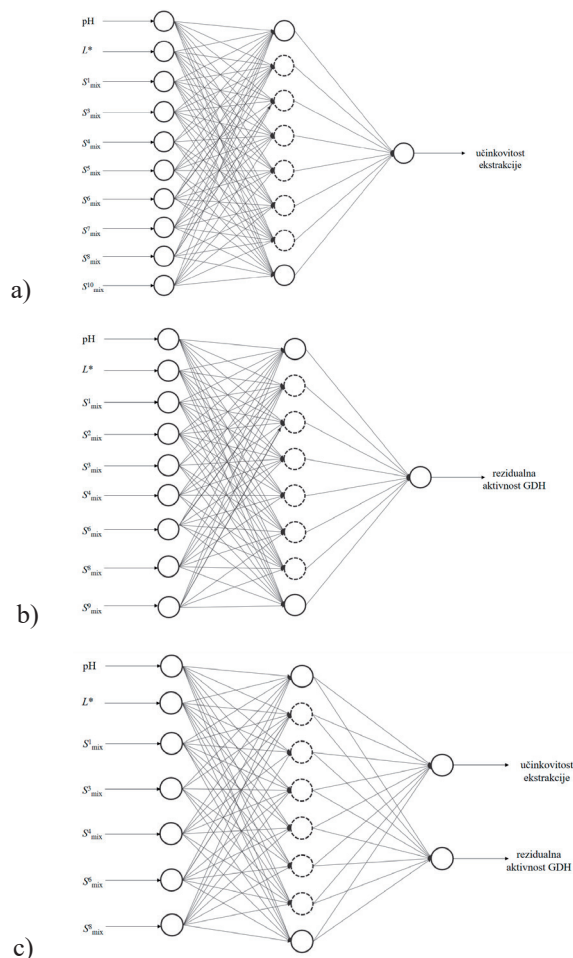 pH
L*
S¹mix
S³mix
S⁴mix
S⁵mix
S⁶mix
S⁷mix
S⁸mix
S¹⁰mix
učinkovitost
ekstrakcije
a)
pH
L*
S¹mix
S²mix
S³mix
S⁴mix
S⁶mix
S⁸mix
S⁹mix
rezidualna
aktivnost GDH
b)
pH
L*
S¹mix
S³mix
S⁴mix
S⁶mix
S⁸mix
učinkovitost
ekstrakcije
rezidualna
aktivnost GDH
c)